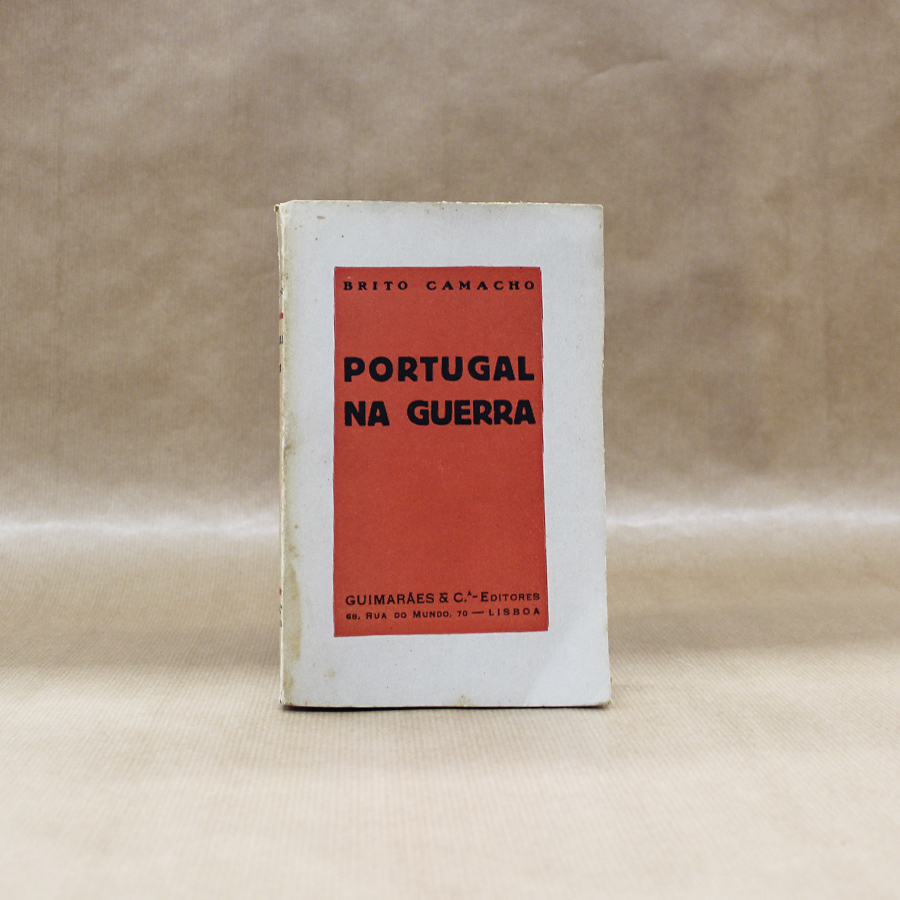 BRITO CAMACHO
PORTUGAL
NA GUERRA
GUIMARÃES & C.ᴬ - EDITORES
68, RUA DO MUNDO, 70 — LISBOA